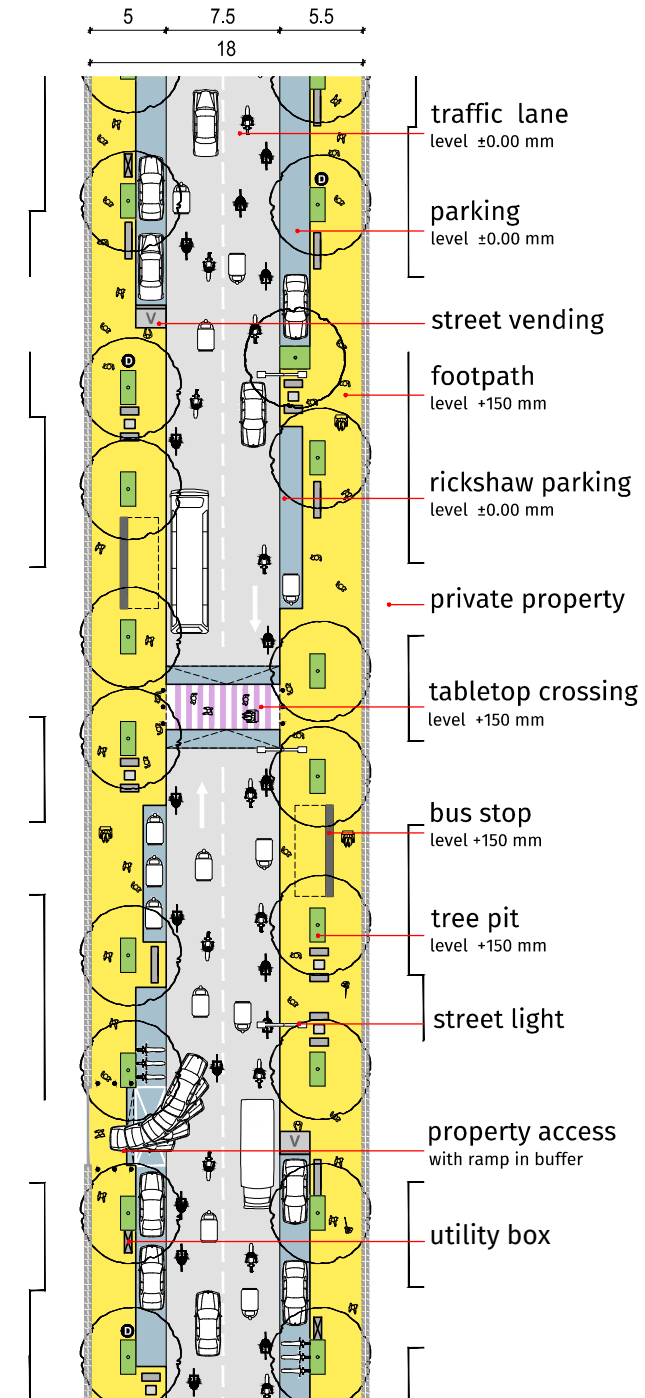 5 7.5 5.5
18
traffic lane
level ±0.00 mm
D
parking
level ±0.00 mm
V
street vending
D
footpath
level +150 mm
rickshaw parking
level ±0.00 mm
private property
tabletop crossing
level +150 mm
bus stop
level +150 mm
tree pit
level +150 mm
street light
V
property access
with ramp in buffer
utility box
D